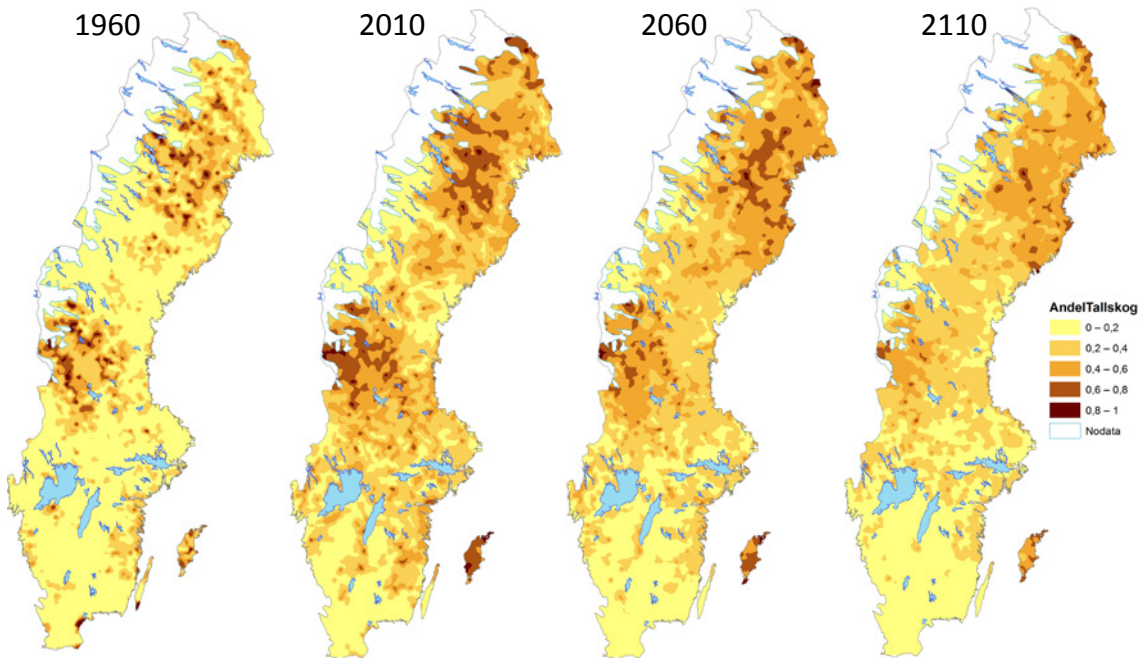 1960
2010
2060
2110
AndelTallskog
0 – 0,2
0,2 – 0,4
0,4 – 0,6
0,6 – 0,8
0,8 – 1
Nodata